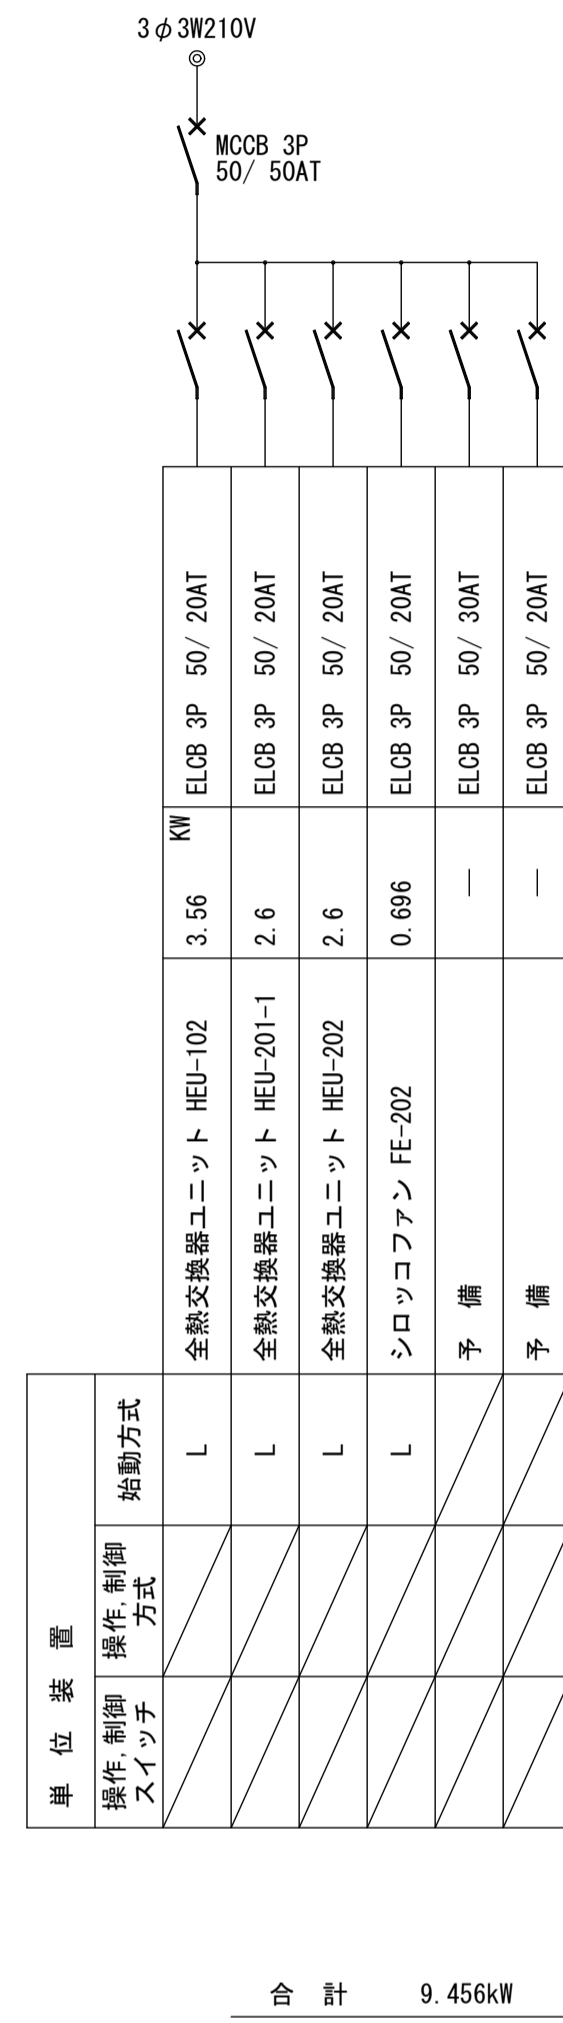 3φ3W210V
MCCB 3P
50/ 50AT
ELCB 3P 50/ 20AT
KW
3.56
全熱交換器ユニット HEU-102
L
ELCB 3P 50/ 20AT
2.6
全熱交換器ユニット HEU-201-1
L
ELCB 3P 50/ 20AT
2.6
全熱交換器ユニット HEU-202
L
ELCB 3P 50/ 20AT
0.696
シロッコファン FE-202
L
ELCB 3P 50/ 30AT
—
予 備
ELCB 3P 50/ 20AT
—
予 備
単 位 装 置
始動方式
操作,制御
方式
操作,制御
スイッチ
合 計 9.456kW